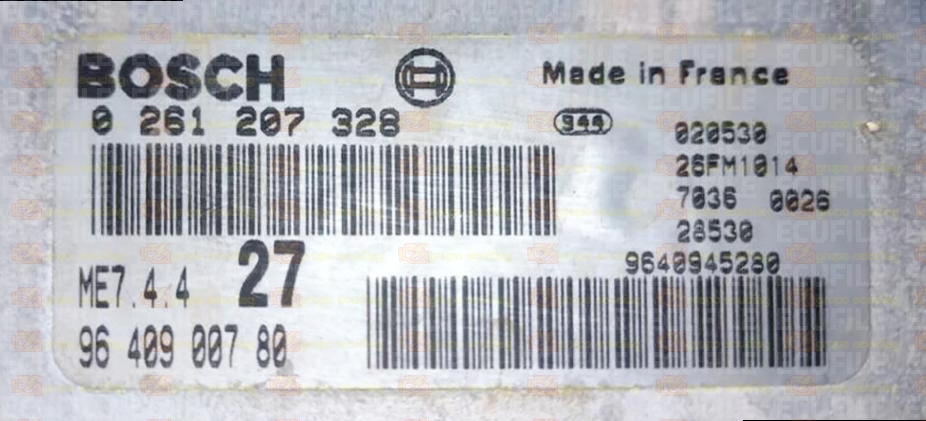 BOSCH
Made in France
0 261 207 328
020530
26FM1014
7036 0026
28530
9640945280
ME7.4.4
27
96 409 007 80
ECUFILE